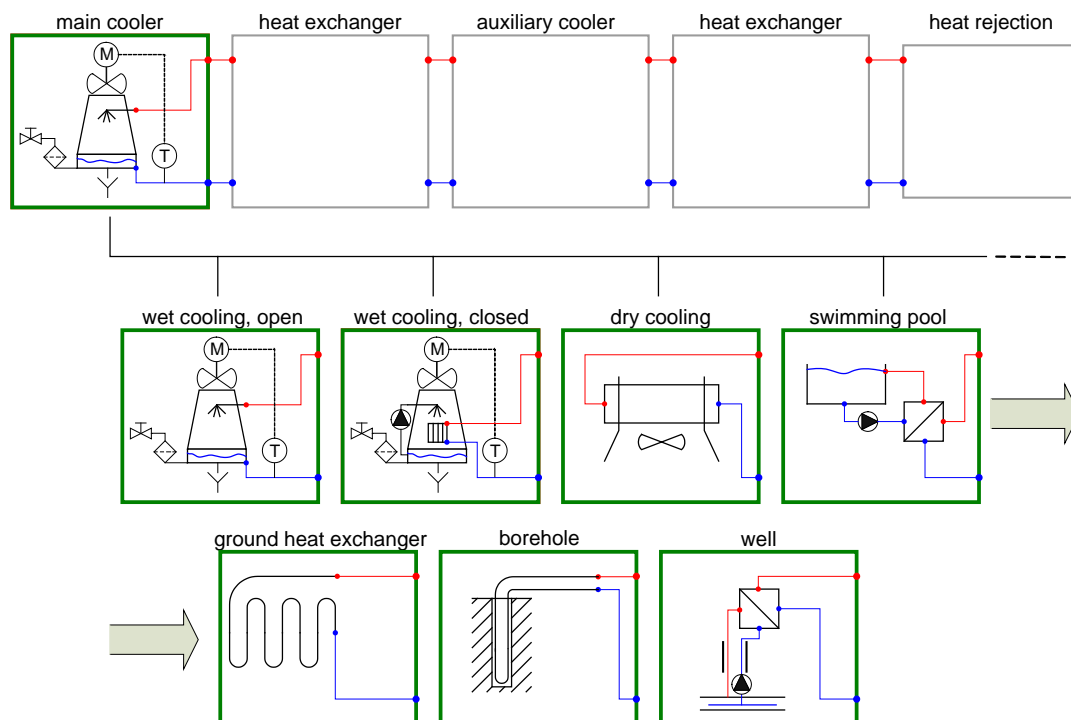 main cooler
heat exchanger
auxiliary cooler
heat exchanger
heat rejection
M
T
wet cooling, open
wet cooling, closed
dry cooling
swimming pool
M
M
T
T
ground heat exchanger
borehole
well